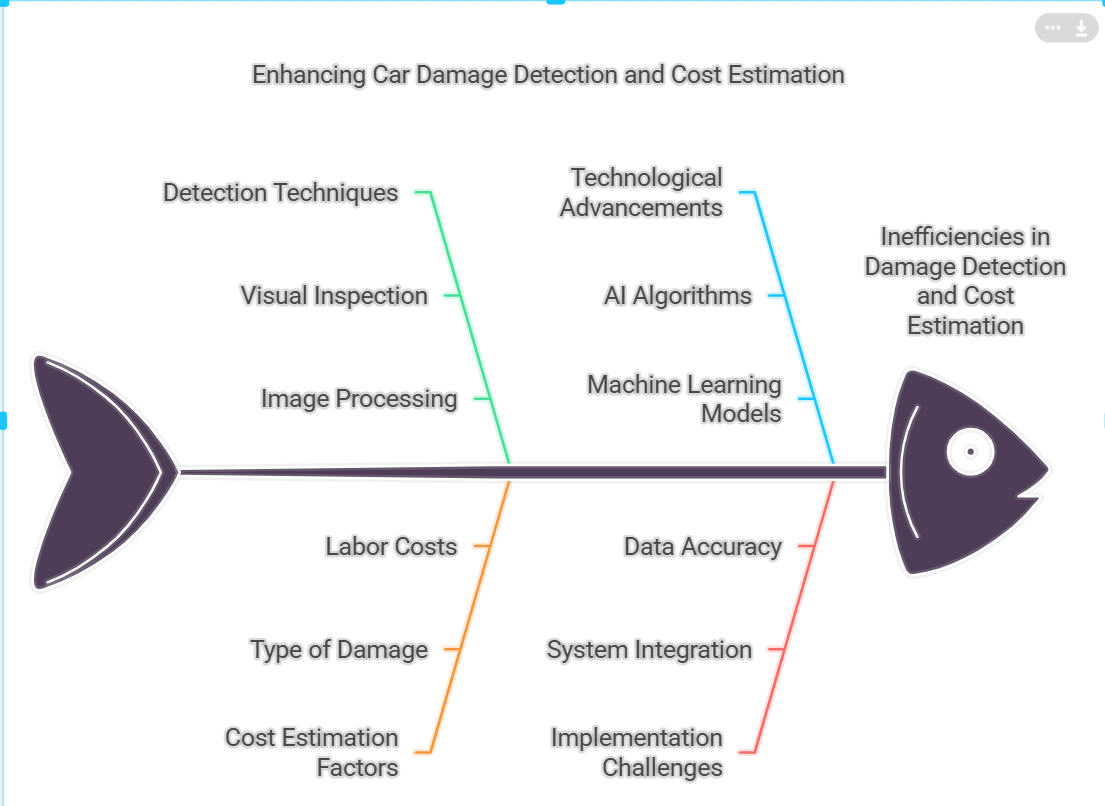 Enhancing Car Damage Detection and Cost Estimation
Detection Techniques
Visual Inspection
Image Processing
Technological
Advancements
AI Algorithms
Machine Learning
Models
Inefficiencies in
Damage Detection
and Cost
Estimation
Labor Costs
Type of Damage
Cost Estimation
Factors
Data Accuracy
System Integration
Implementation
Challenges